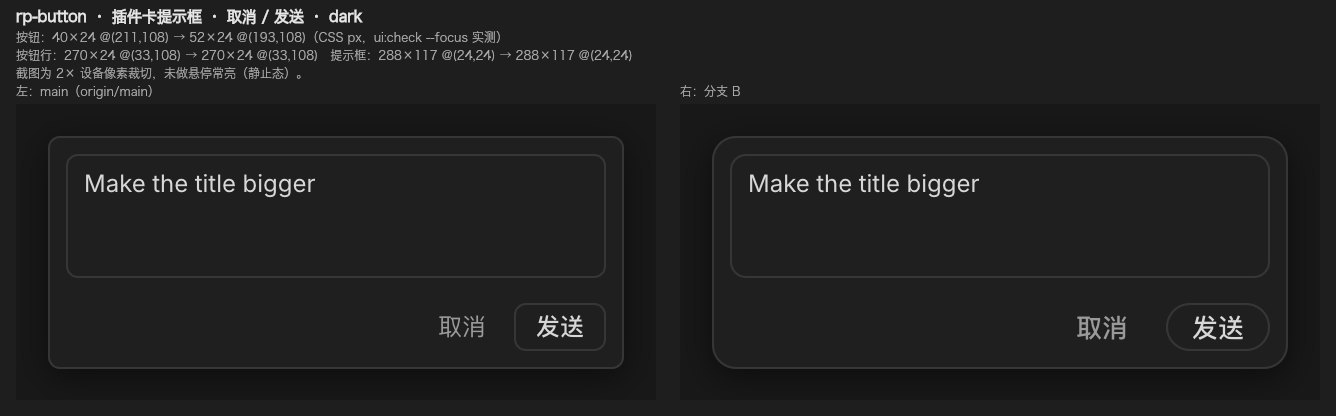 rp-button · 插件卡提示框 · 取消 / 发送 · dark
按钮：40×24 @(211,108) → 52×24 @(193,108)（CSS px，ui:check --focus 实测）
按钮行：270×24 @(33,108) → 270×24 @(33,108) 提示框：288×117 @(24,24) → 288×117 @(24,24)
截图为 2× 设备像素裁切，未做悬停常亮（静止态）。
左：main（origin/main）
右：分支 B
Make the title bigger
取消 发送
Make the title bigger
取消 发送